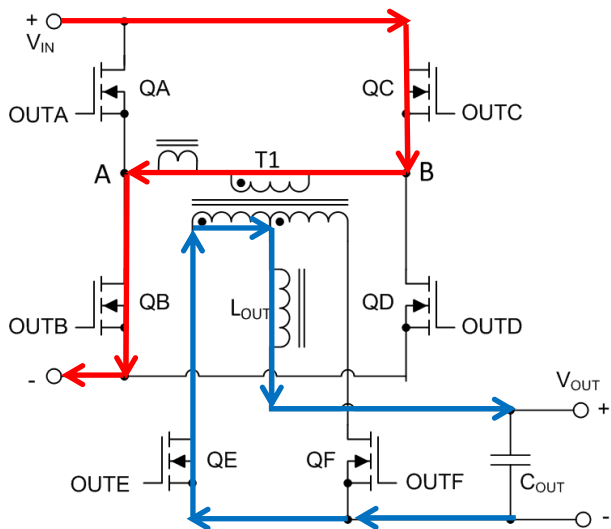 +
VIN
QA
QC
OUTA
OUTC
A
T1
B
QB
LOUT
QD
OUTB
OUTD
-
VOUT
+
QE
QF
COUT
OUTE
OUTF
-